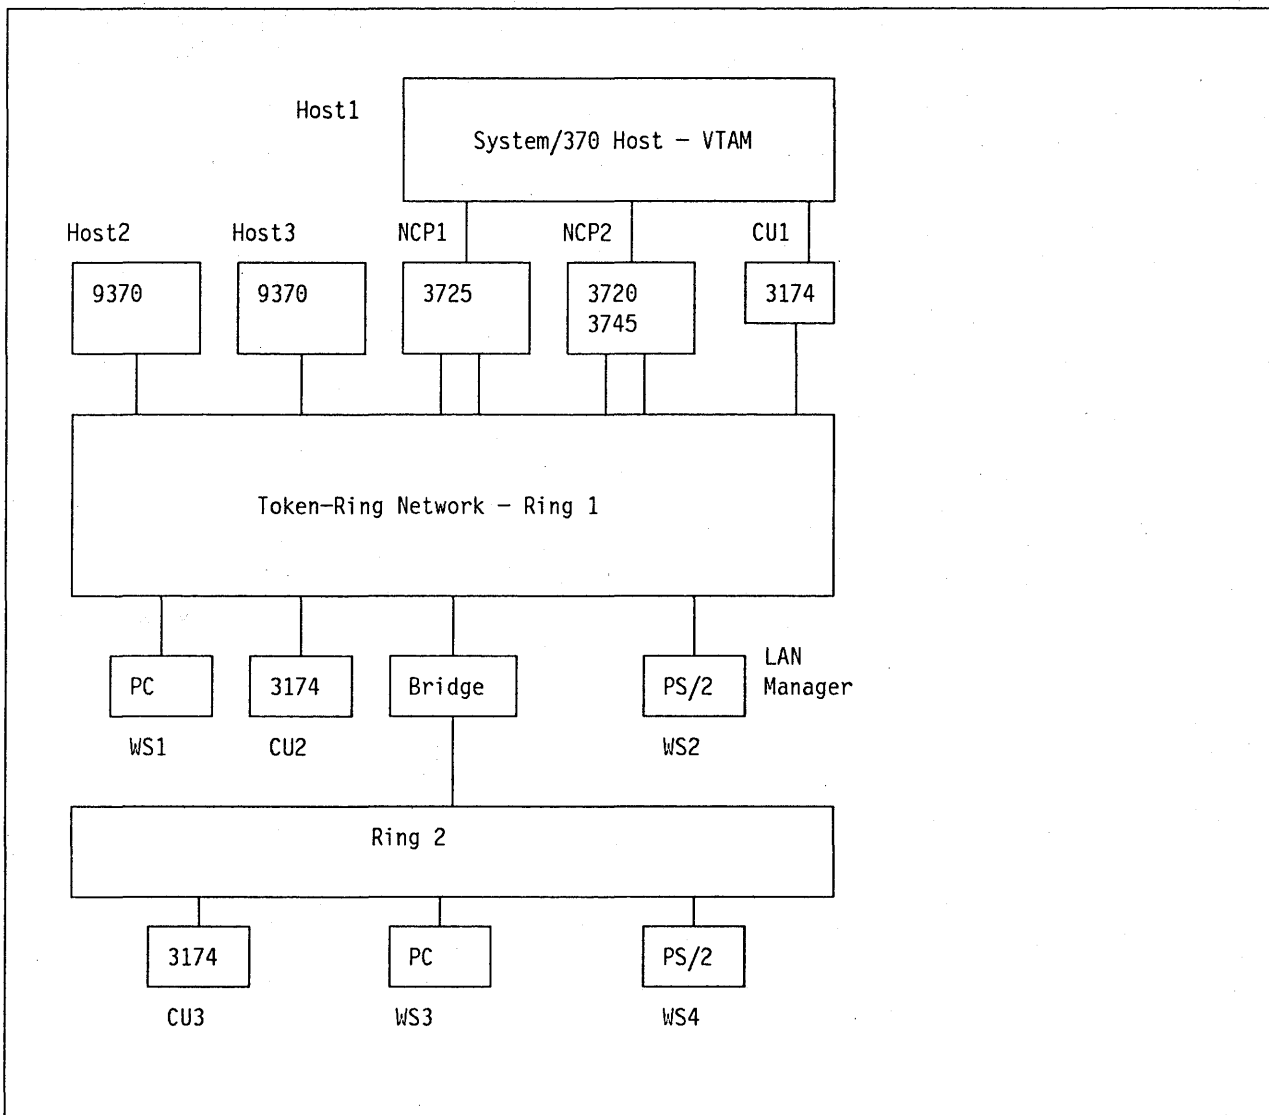 Host1
System/370 Host — VTAM
Host2 Host3 NCP1 NCP2 CU1
9370 9370 3725 3720 3174
3745
Token—Ring Network — Ring 1
LAN
PC 3174 Bridge PS/2 Manager
WS1 CU2 WS2
Ring 2
3174 PC PS/2
CU3 WS3 WS4